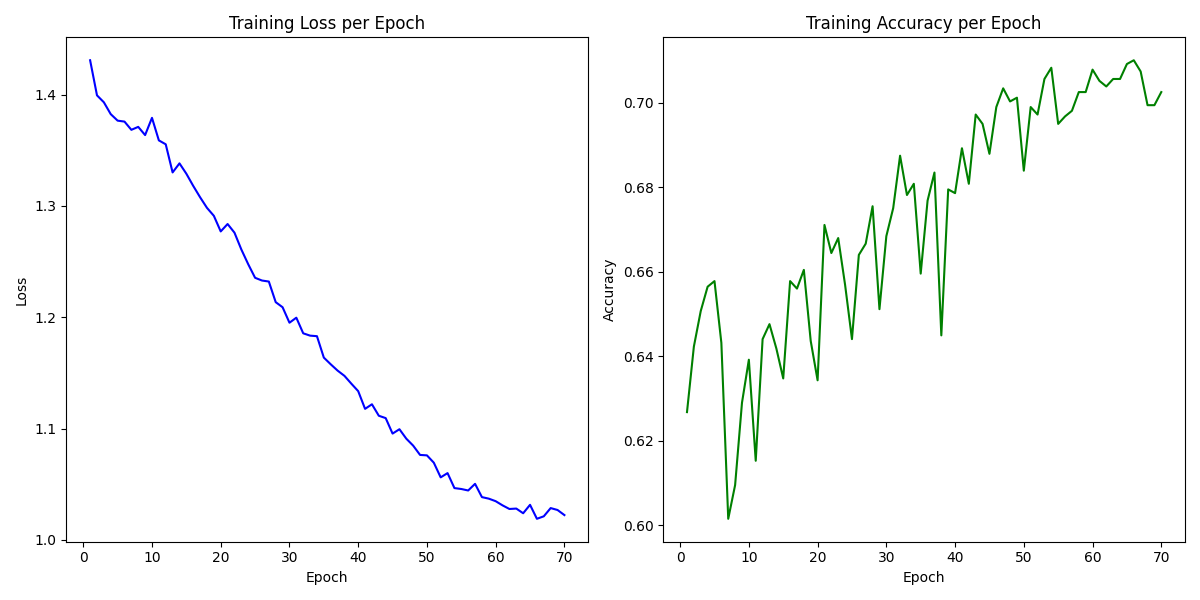 Training Loss per Epoch
Loss
1.4
1.3
1.2
1.1
1.0
0 10 20 30 40 50 60 70
Epoch
Training Accuracy per Epoch
Accuracy
0.70
0.68
0.66
0.64
0.62
0.60
0 10 20 30 40 50 60 70
Epoch